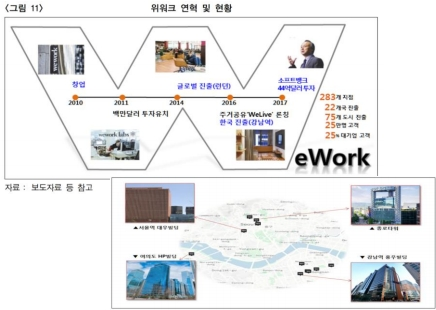 <그림 11> 위워크 연혁 및 현황
창업
글로벌 진출(런던)
소프트뱅크
44억달러 투자
2010 2011 2014 2016 2017
백만달러 투자유치
주거공유'WeLive' 론칭
한국 진출(강남역)
283개 지점
22개국 진출
75개 도시 진출
25만명 고객
25% 대기업 고객
wework labs
eWork
자료 : 보도자료 등 참고
▲서울역 대우빌딩
▲ 종로타워
▼ 여의도 HP빌딩
▼ 강남역 홍우빌딩